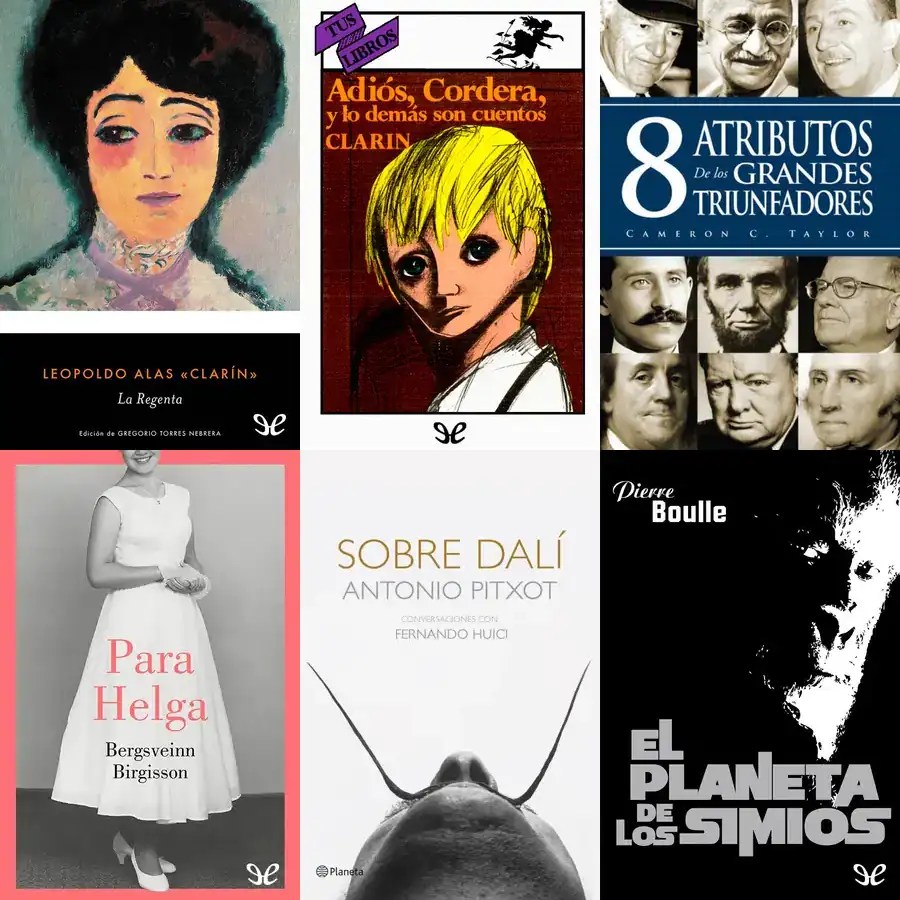 LEOPOLDO ALAS «CLARÍN»
La Regenta
Edición de GREGORIO TORRES NEBRERA
TUS
LIBROS
Adiós, Cordera,
y lo demás son cuentos
CLARIN
8 ATRIBUTOS
De los GRANDES
TRIUNFADORES
CAMERON C. TAYLOR
Para
Helga
Bergsveinn
Birgisson
SOBRE DALÍ
ANTONIO PITXOT
CONVERSACIONES CON
FERNANDO HUICI
Planeta
Pierre
Boulle
EL
PLANETA
DE
LOS SIMIOS